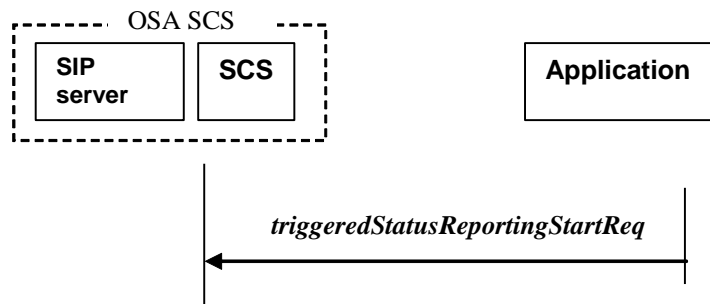 OSA SCS
SIP
server
SCS
Application
triggeredStatusReportingStartReq